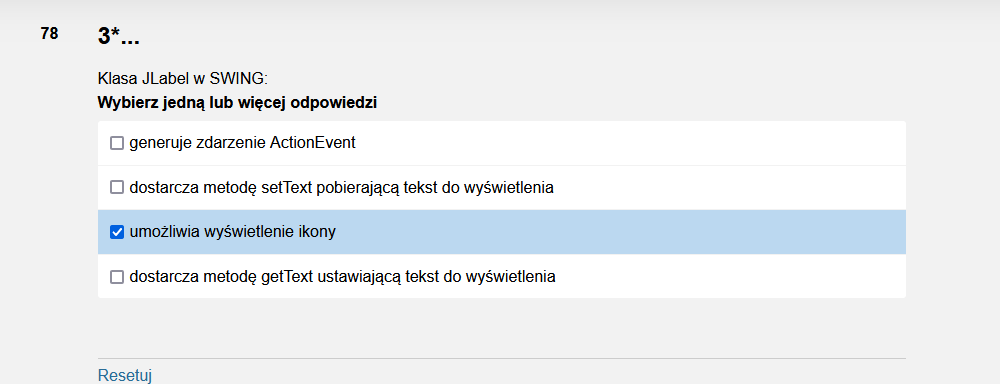 78
3*...
Klasa JLabel w SWING:
Wybierz jedną lub więcej odpowiedzi
generuje zdarzenie ActionEvent
dostarcza metodę setText pobierającą tekst do wyświetlenia
umożliwia wyświetlenie ikony
dostarcza metodę getText ustawiającą tekst do wyświetlenia
Resetuj